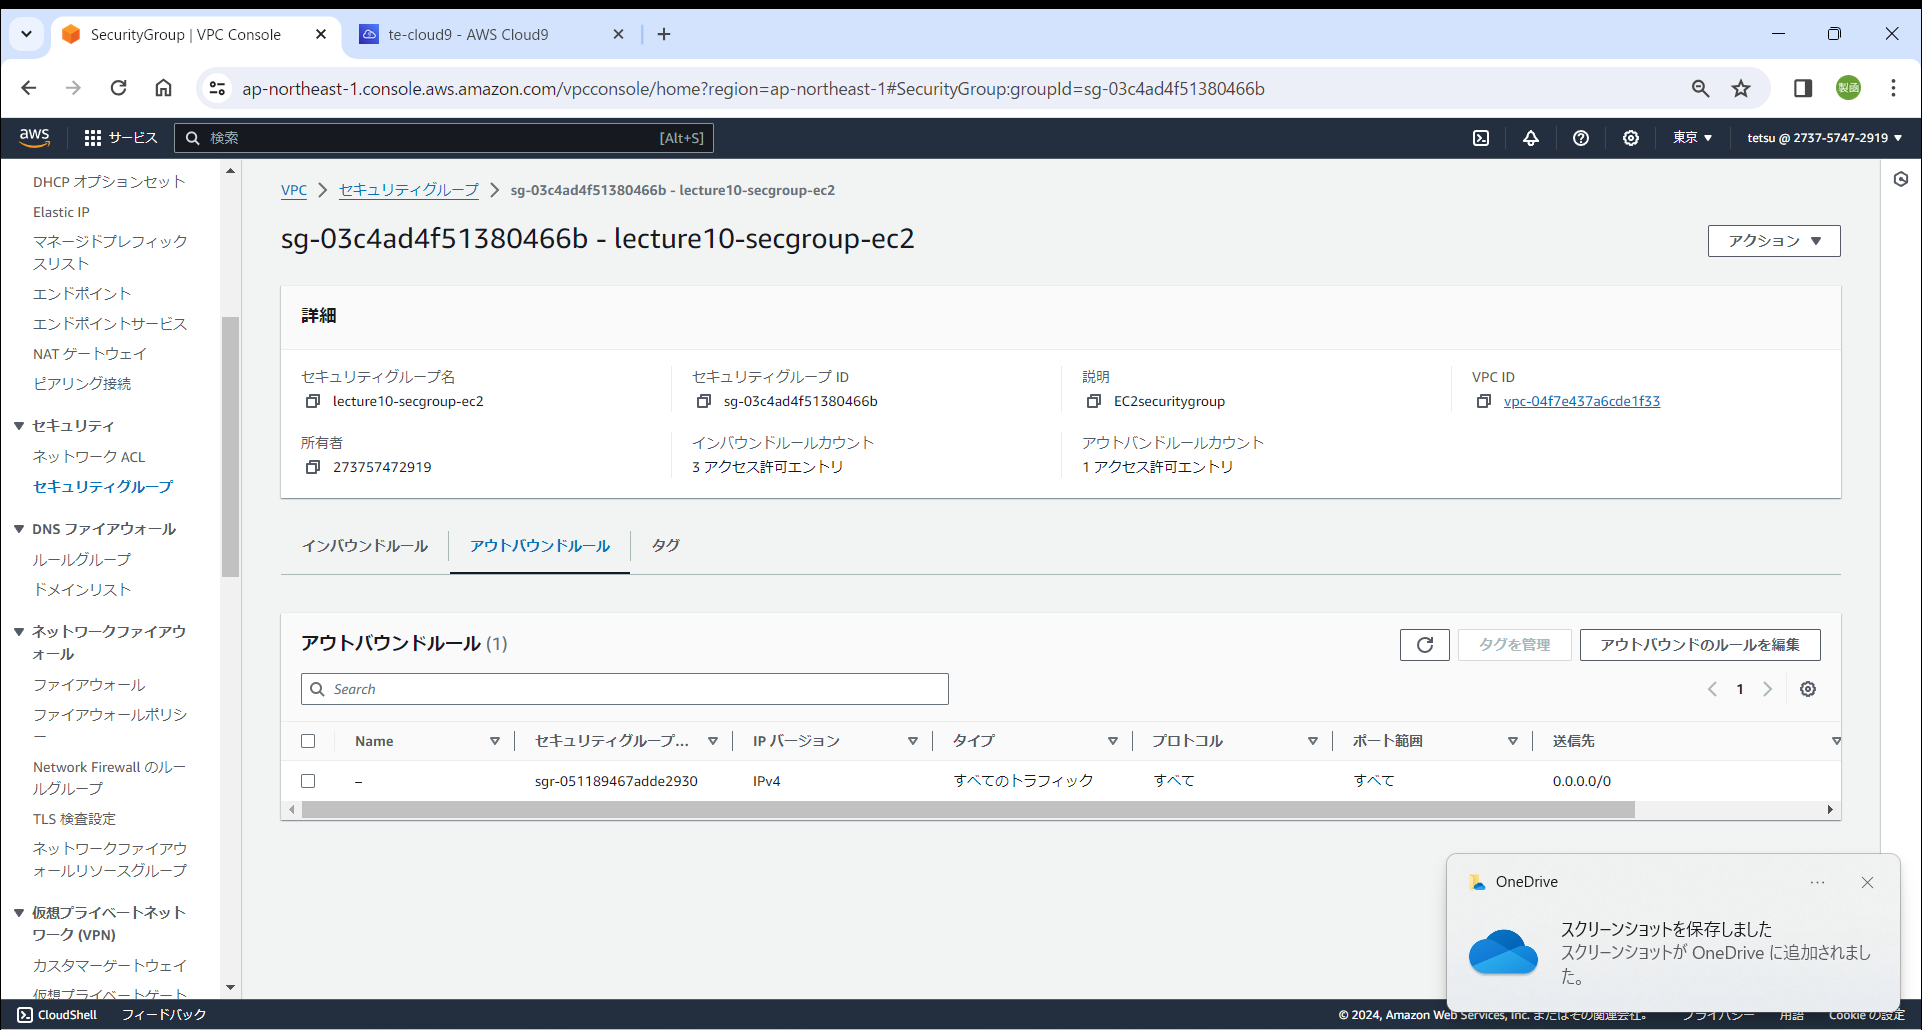 SecurityGroup | VPC Console
te-cloud9 - AWS Cloud9
ap-northeast-1.console.aws.amazon.com/vpcconsole/home?region=ap-northeast-1#SecurityGroup:groupId=sg-03c4ad4f51380466b
製函
aws
サービス
検索
[Alt+S]
東京
tetsu @ 2737-5747-2919
DHCP オプションセット
Elastic IP
マネージドプレフィック
スリスト
エンドポイント
エンドポイントサービス
NAT ゲートウェイ
ピアリング接続
セキュリティ
ネットワーク ACL
セキュリティグループ
DNS ファイアウォール
ルールグループ
ドメインリスト
ネットワークファイアウ
ォール
ファイアウォール
ファイアウォールポリシ
ー
Network Firewall のルー
ルグループ
TLS 検査設定
ネットワークファイアウ
ォールリソースグループ
仮想プライベートネット
ワーク (VPN)
カスタマーゲートウェイ
仮想プライベートゲート
VPC
セキュリティグループ
sg-03c4ad4f51380466b - lecture10-secgroup-ec2
sg-03c4ad4f51380466b - lecture10-secgroup-ec2
アクション
詳細
セキュリティグループ名
lecture10-secgroup-ec2
セキュリティグループ ID
sg-03c4ad4f51380466b
説明
EC2securitygroup
VPC ID
vpc-04f7e437a6cde1f33
所有者
273757472919
インバウンドルールカウント
3 アクセス許可エントリ
アウトバンドルールカウント
1 アクセス許可エントリ
インバウンドルール
アウトバウンドルール
タグ
アウトバウンドルール (1)
タグを管理
アウトバウンドのルールを編集
Search
1
Name
セキュリティグループ...
IP バージョン
タイプ
プロトコル
ポート範囲
送信先
–
sgr-051189467adde2930
IPv4
すべてのトラフィック
すべて
すべて
0.0.0.0/0
OneDrive
スクリーンショットを保存しました
スクリーンショットが OneDrive に追加されまし
た。
CloudShell
フィードバック
© 2024, Amazon Web Services, Inc. またはその関連会社。
プライバシー
用語
Cookie の設定